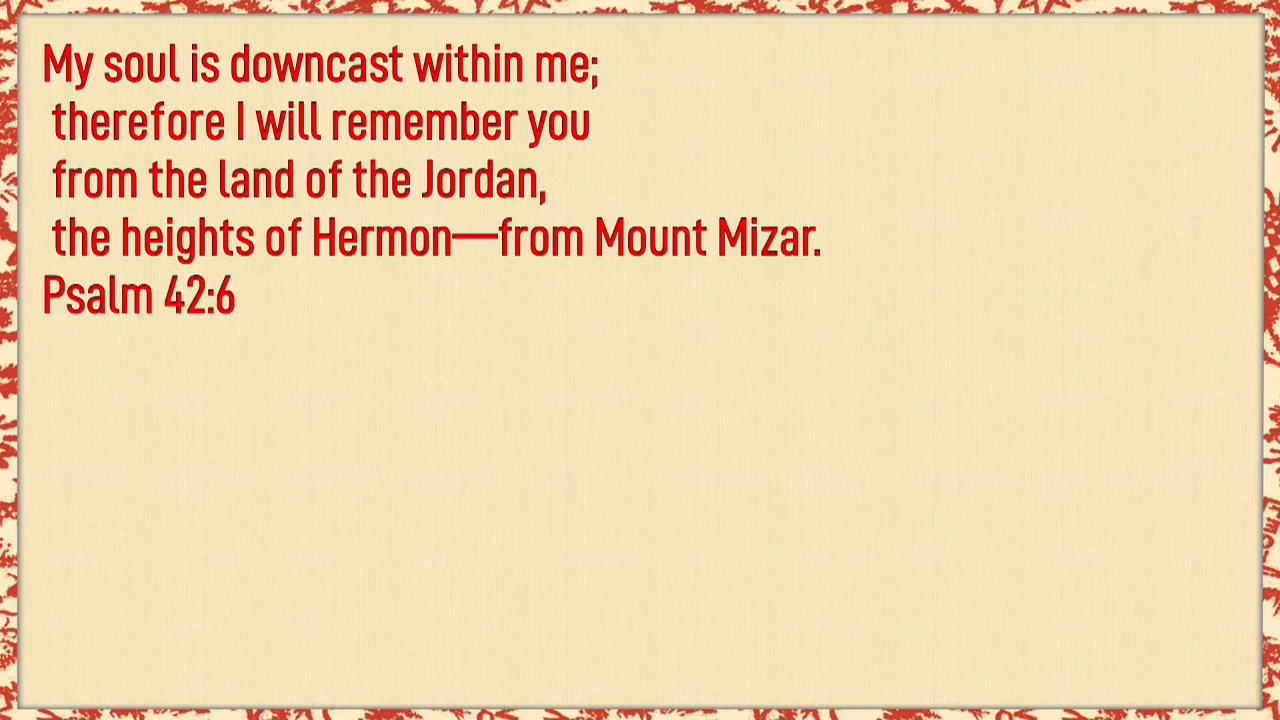 My soul is downcast within me;
therefore I will remember you
from the land of the Jordan,
the heights of Hermon—from Mount Mizar.
Psalm 42:6